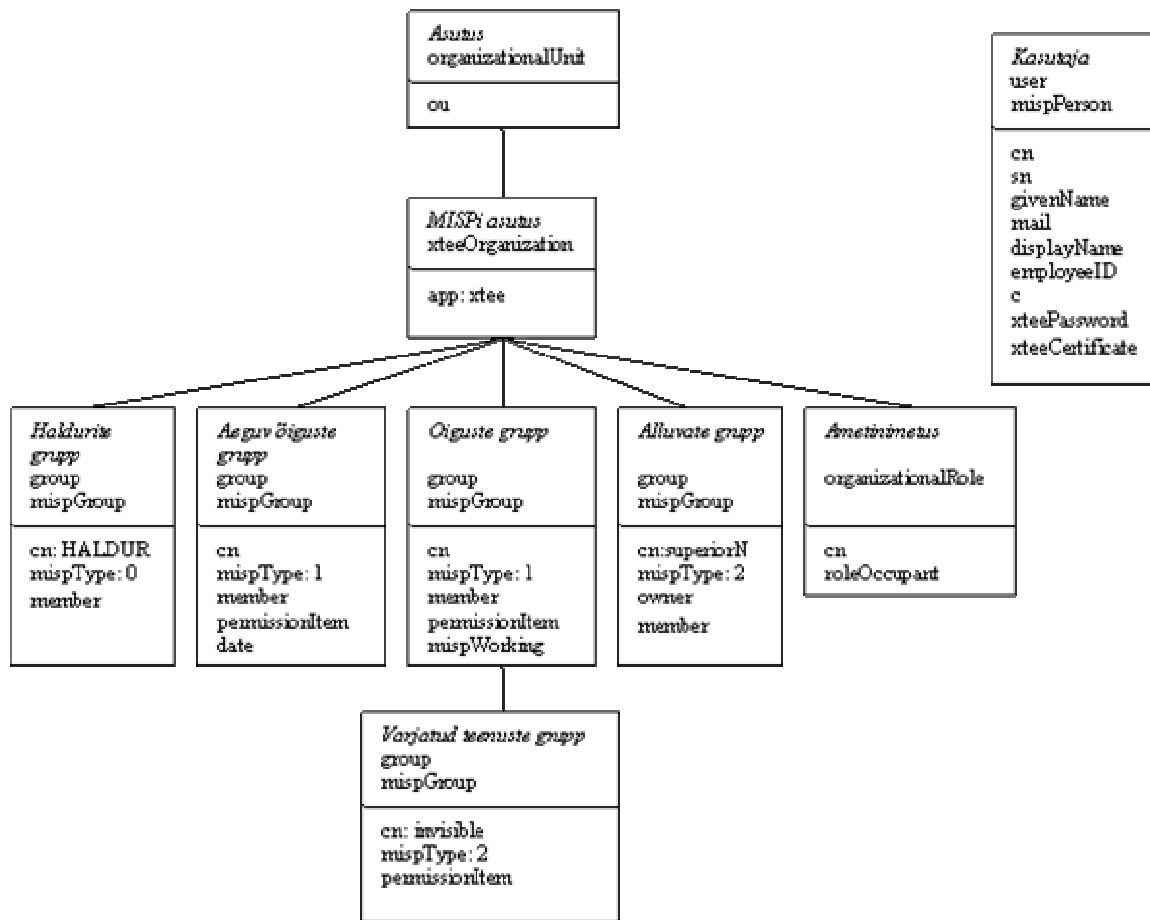 Asutus
organizationalUnit
ou
Kasutaja
user
mispPerson
cn
sn
givenName
mail
displayName
employeeID
c
xteePassword
xteeCertificate
MISPi asutus
xteeOrganization
app: xtee
Haldurite
grupp
group
mispGroup
cn: HALDUR
mispType: 0
member
Aeguv õiguste
grupp
group
mispGroup
cn
mispType: 1
member
permissionItem
date
Oiguste grupp
group
mispGroup
cn
mispType: 1
member
permissionItem
mispWorking
Alluvate grupp
group
mispGroup
cn:superiorN
mispType: 2
owner
member
Ametinimetus
organizationalRole
cn
roleOccupant
Varjatud teenuste grupp
group
mispGroup
cn: invisible
mispType: 2
permissionItem